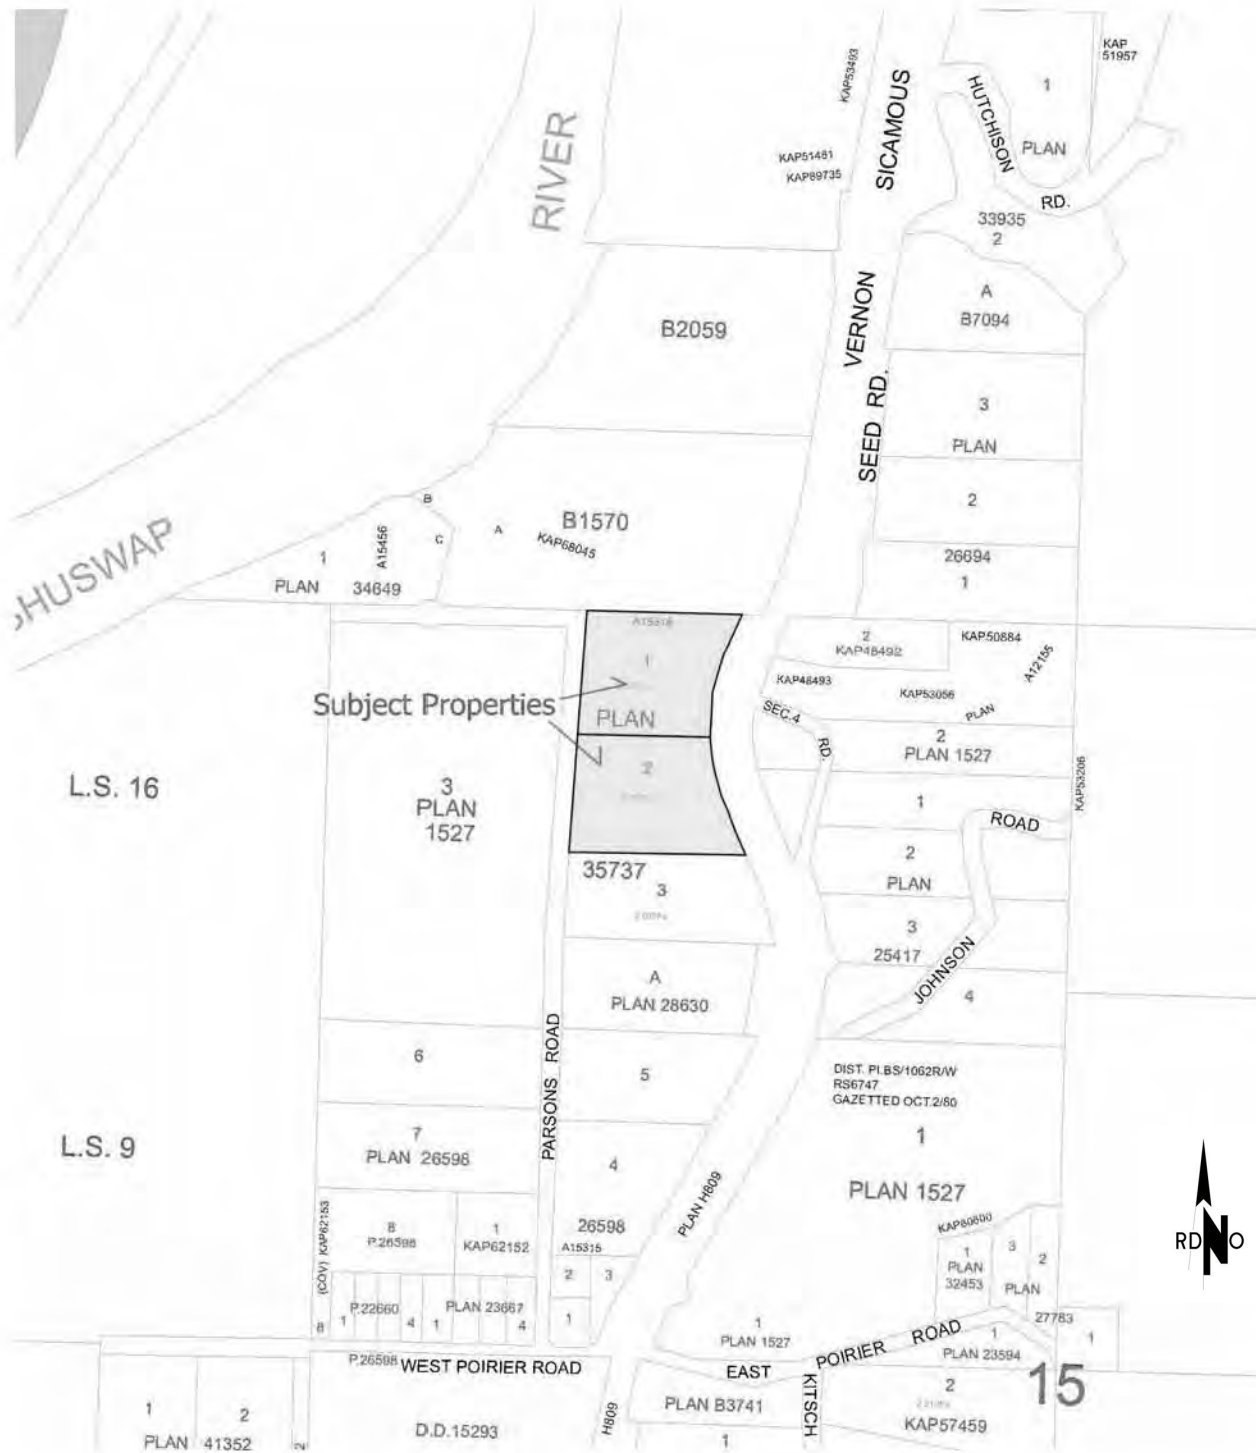 KAP
51957
KAP53493
SICAMOUS
HUTCHISON
1
PLAN
RIVER
KAP51481
KAP89735
RD.
33935
2
A
B7094
VERNON
B2059
SEED RD.
3
PLAN
2
26694
1
B
C
A
B1570
KAP68045
SHUSWAP
1
A15456
PLAN 34649
A15316
1
PLAN
2
KAP48492
KAP50884
A12155
KAP48493
KAP53056
PLAN
SEC.4
RD.
2
PLAN 1527
Subject Properties
2
L.S. 16
3
PLAN
1527
KAP53206
1
ROAD
2
PLAN
35737
3
3
25417
JOHNSON
4
A
PLAN 28630
PARSONS ROAD
6
5
DIST. PL.BS/1062R/W
RS6747
GAZETTED OCT.2/80
1
PLAN 1527
L.S. 9
7
PLAN 26598
4
PLAN H809
26598
A15315
(COV) KAP62153
8
P.26598
1
KAP62152
2
3
1
KAP80600
1
PLAN
32453
3
2
PLAN
27783
1
RDNO
8
1
P.22660
4
1
PLAN 23667
4
1
PLAN 1527
EAST POIRIER ROAD
1
PLAN 23594
P.26598
WEST POIRIER ROAD
15
1
PLAN 41352
2
2
D.D.15293
H809
PLAN B3741
1
KITSCH
2
KAP57459